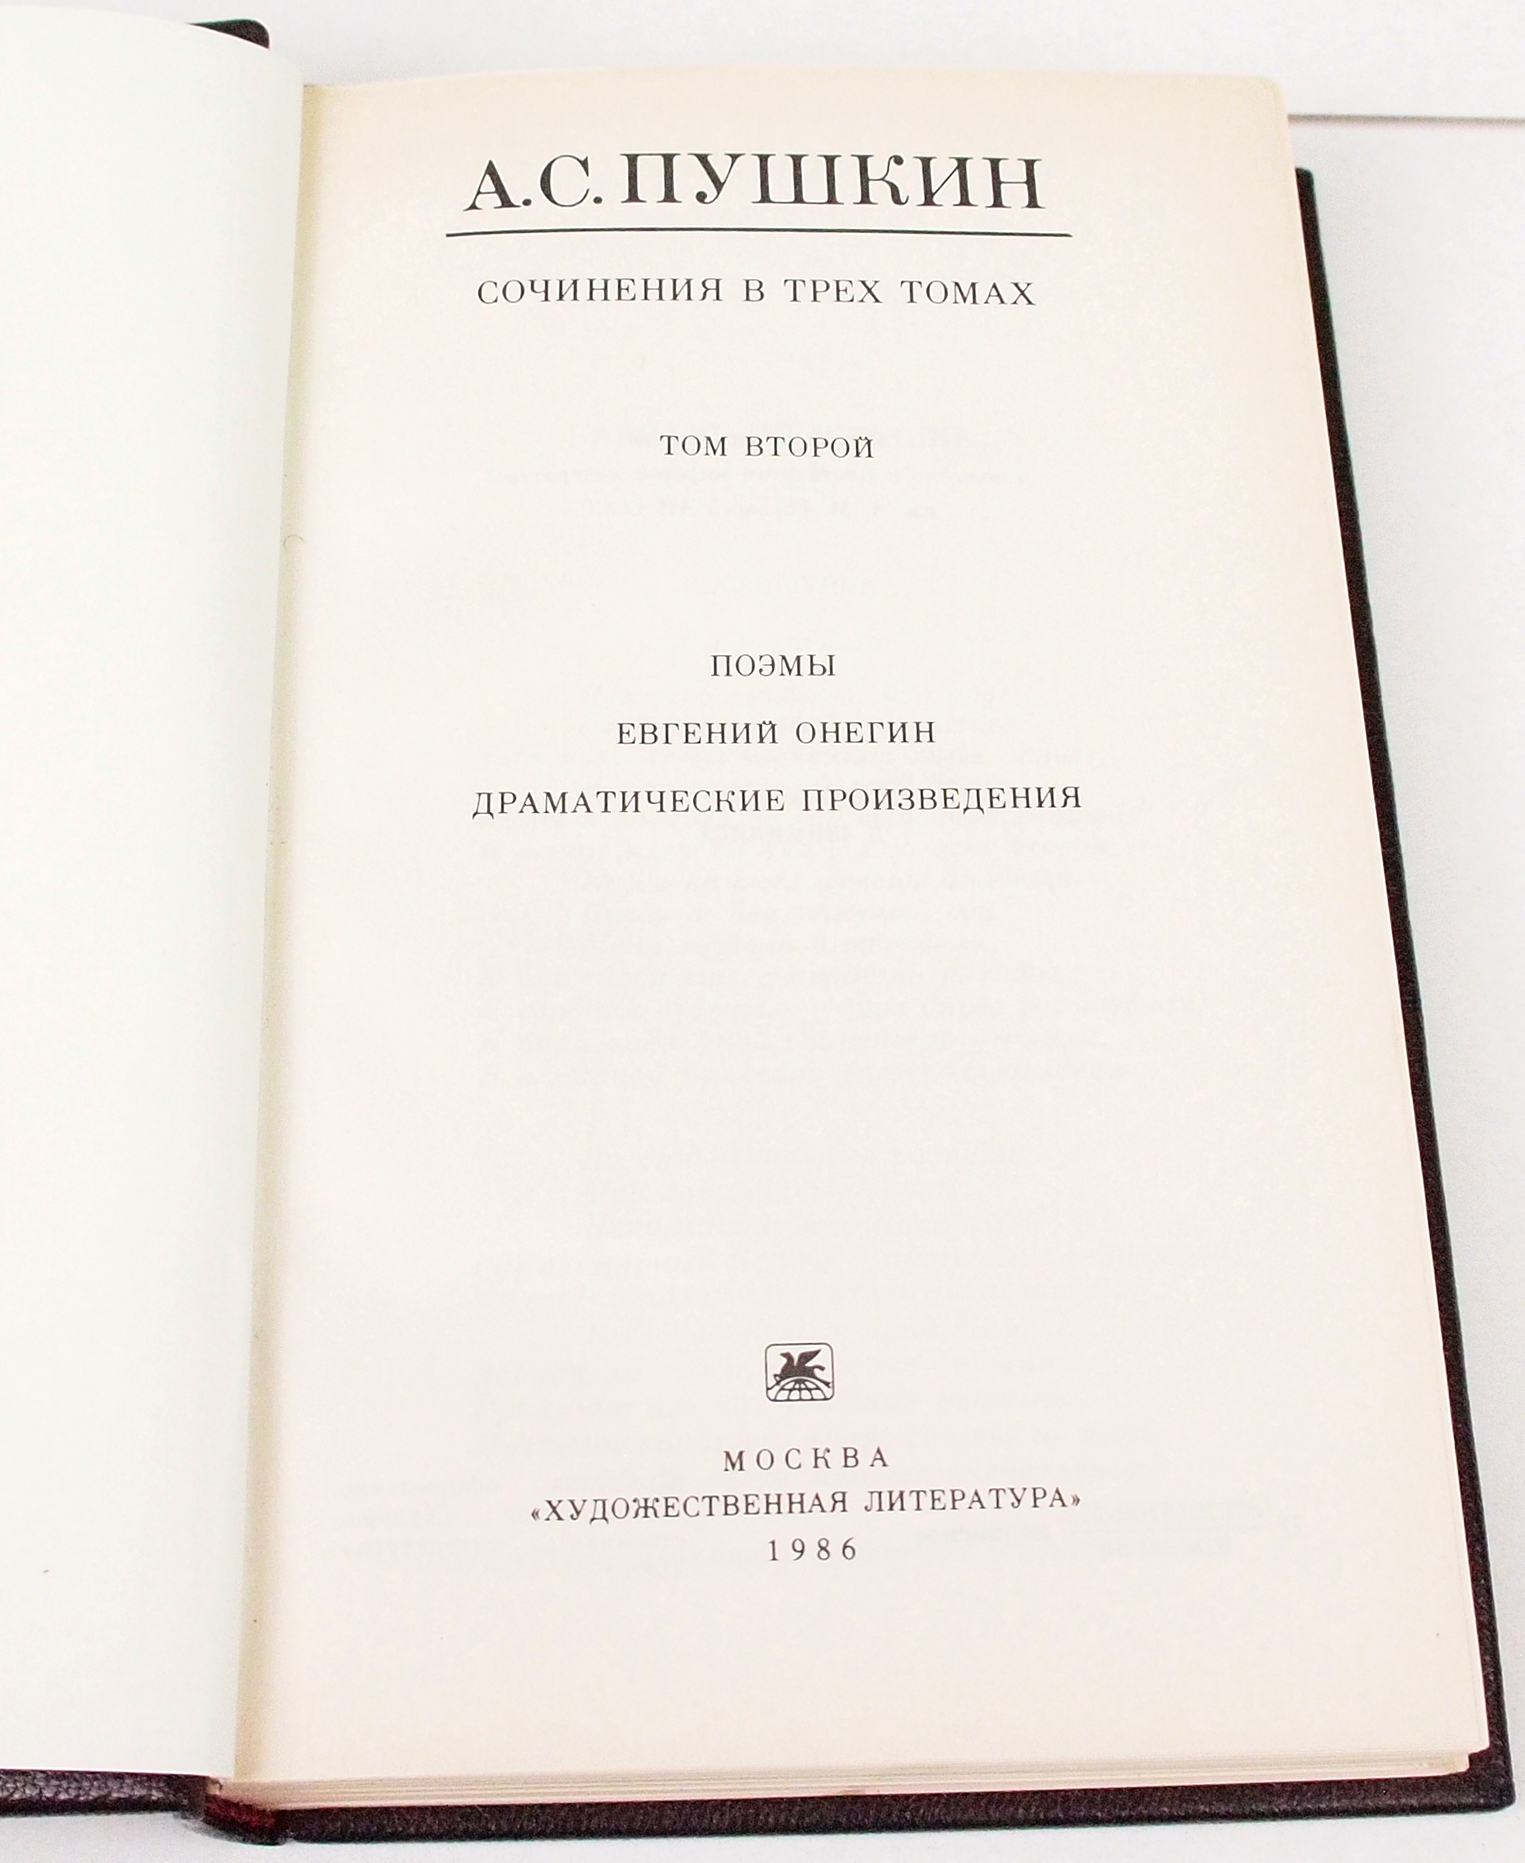 А.С.ПУШКИН
СОЧИНЕНИЯ В ТРЕХ ТОМАХ
ТОМ ВТОРОЙ
ПОЭМЫ
ЕВГЕНИЙ ОНЕГИН
ДРАМАТИЧЕСКИЕ ПРОИЗВЕДЕНИЯ
МОСКВА
«ХУДОЖЕСТВЕННАЯ ЛИТЕРАТУРА»
1986